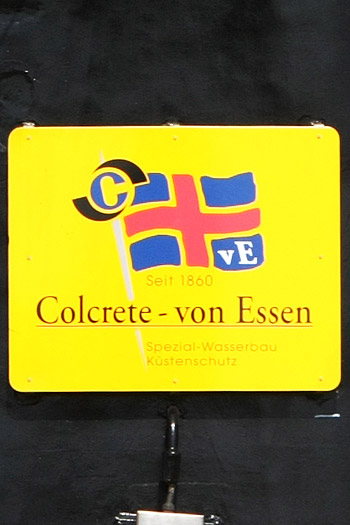 C
vE
Seit 1860
Colcrete - von Essen
Spezial-Wasserbau
Küstenschutz